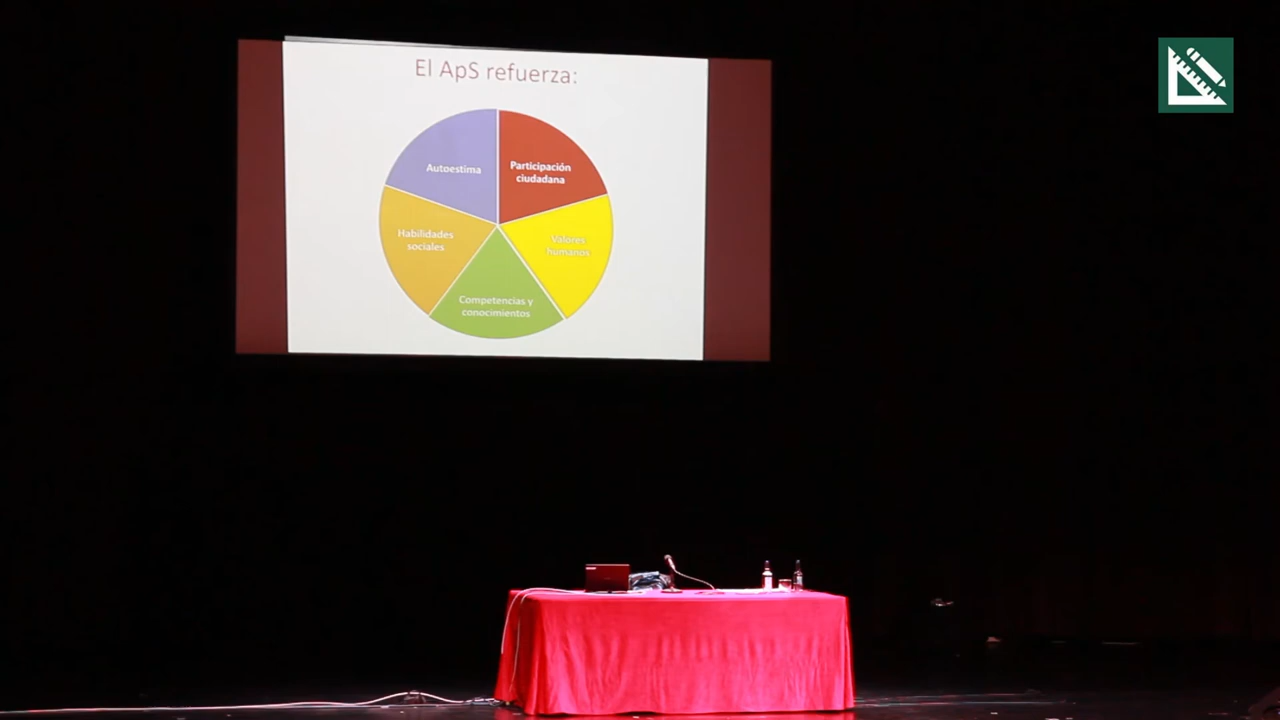 El ApS refuerza:
Autoestima
Participación
ciudadana
Habilidades
sociales
Valores
humanos
Competencias y
conocimientos